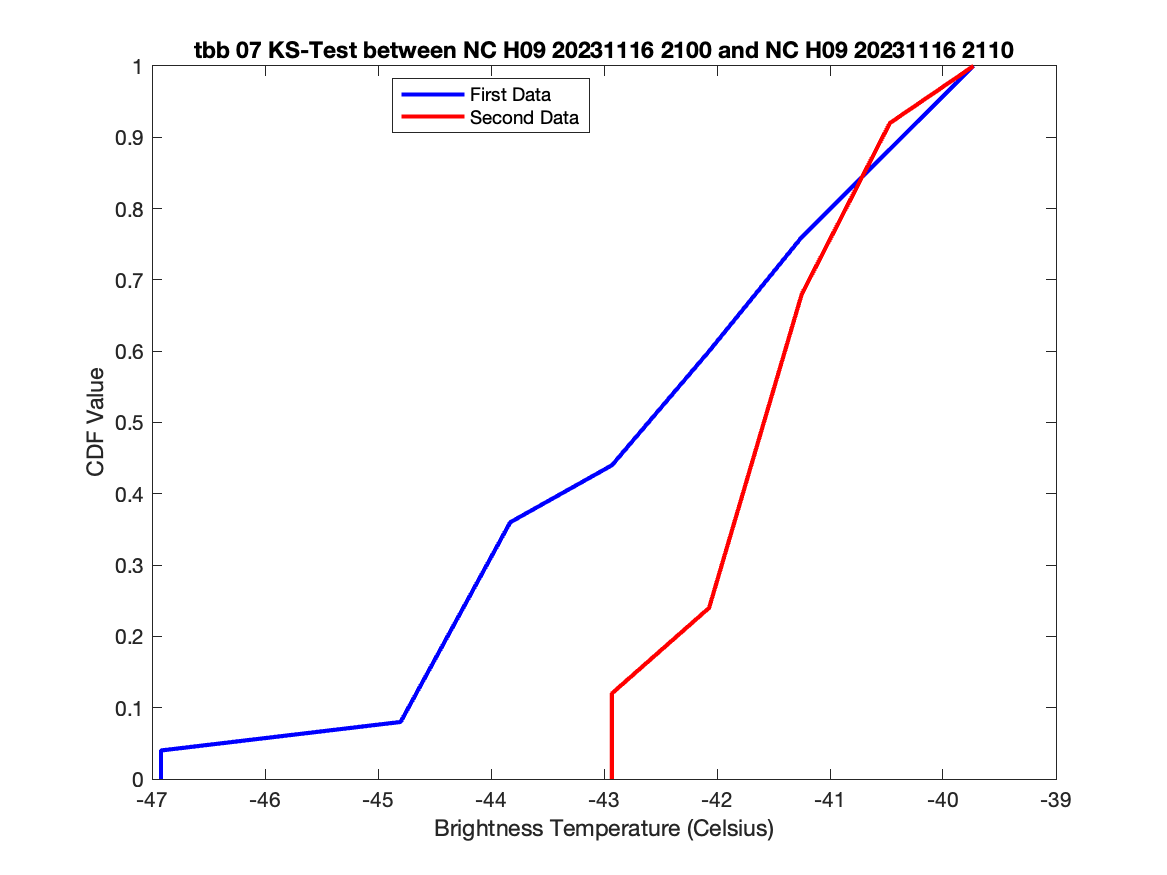 tbb 07 KS-Test between NC H09 20231116 2100 and NC H09 20231116 2110
First Data
Second Data
1
0.9
0.8
0.7
0.6
0.5
0.4
0.3
0.2
0.1
0
CDF Value
-47 -46 -45 -44 -43 -42 -41 -40 -39
Brightness Temperature (Celsius)